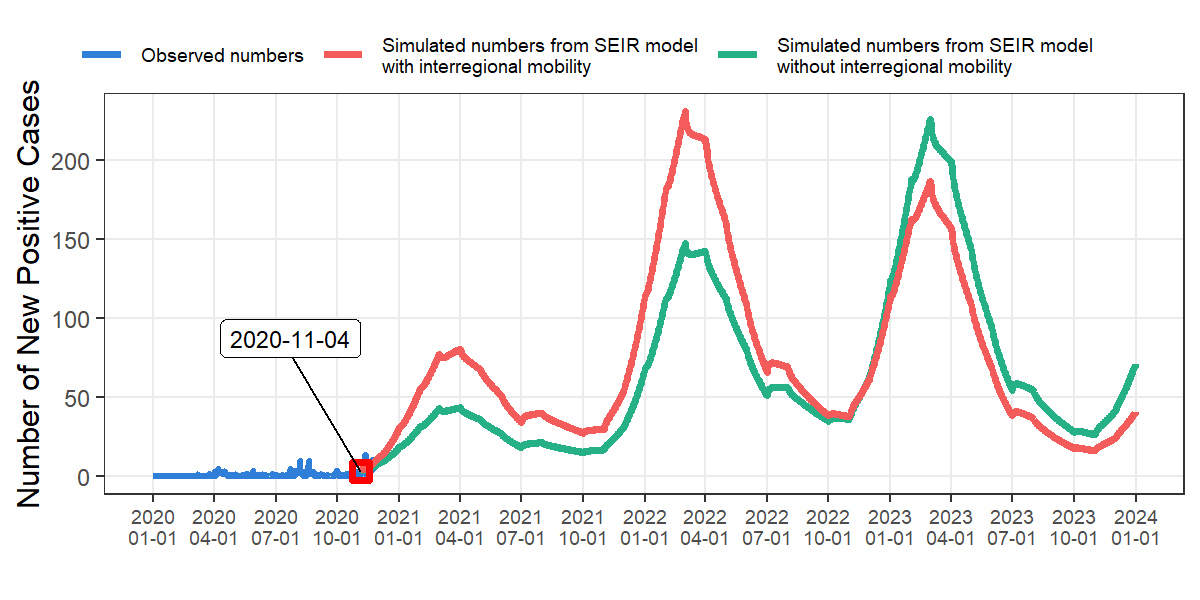 Observed numbers
Simulated numbers from SEIR model
with interregional mobility
Simulated numbers from SEIR model
without interregional mobility
Number of New Positive Cases
200
150
100
50
0
2020-11-04
2020 2020 2020 2020 2021 2021 2021 2021 2022 2022 2022 2022 2023 2023 2023 2023 2024
01-01 04-01 07-01 10-01 01-01 04-01 07-01 10-01 01-01 04-01 07-01 10-01 01-01 04-01 07-01 10-01 01-01